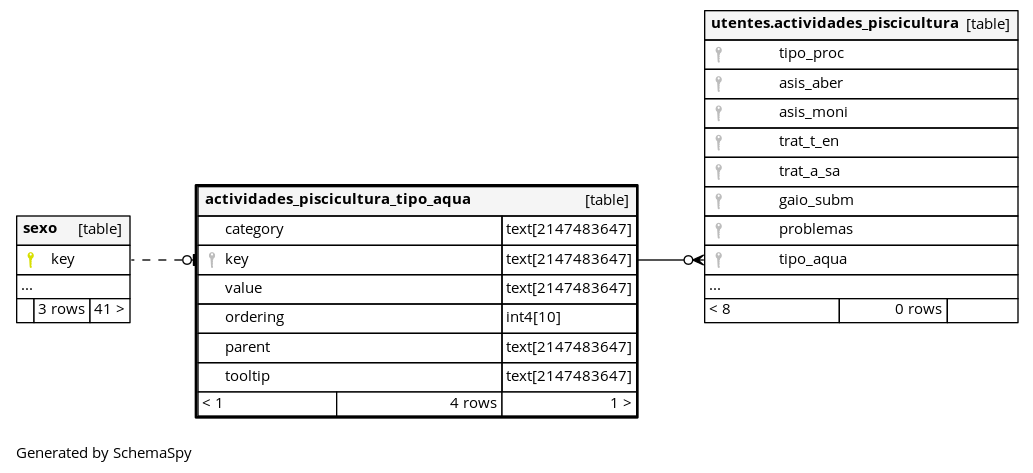 utentes.actividades_piscicultura [table]
tipo_proc
asis_aber
asis_moni
trat_t_en
trat_a_sa
gaio_subm
problemas
tipo_aqua
...
< 8 0 rows
actividades_piscicultura_tipo_aqua [table]
category text[2147483647]
key text[2147483647]
value text[2147483647]
ordering int4[10]
parent text[2147483647]
tooltip text[2147483647]
< 1 4 rows 1 >
sexo [table]
key
...
3 rows 41 >
Generated by SchemaSpy